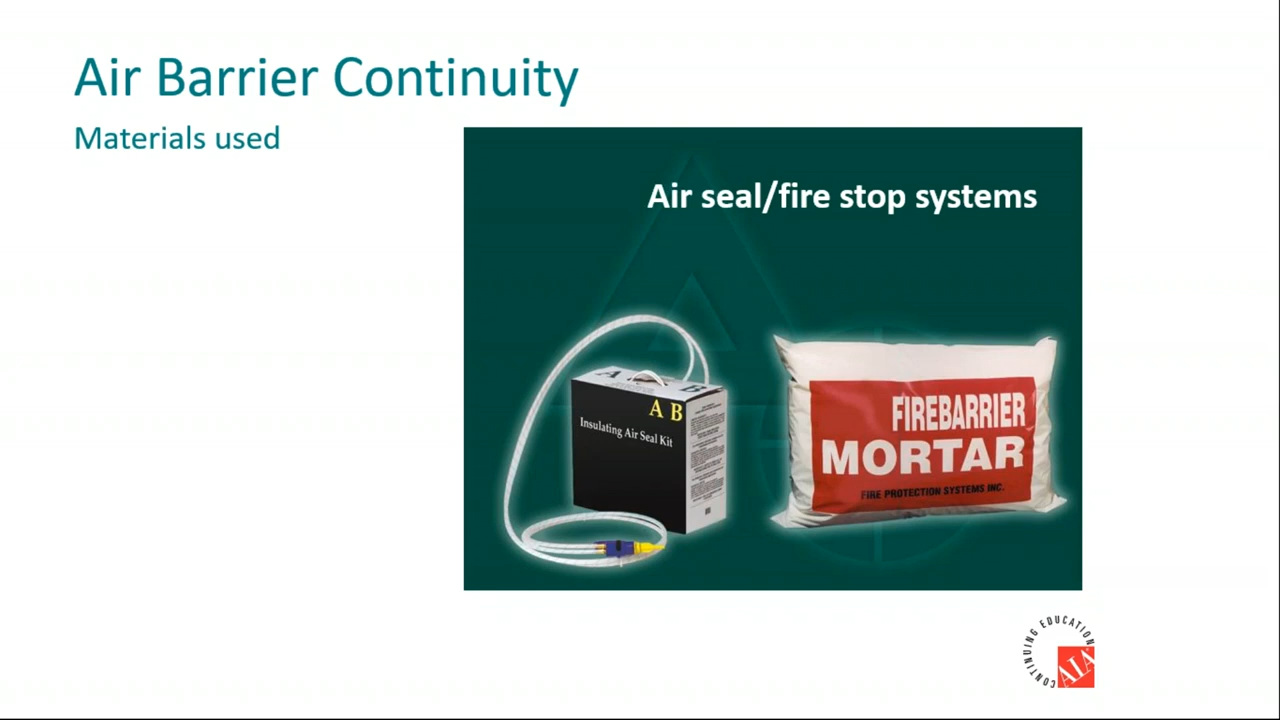 Air Barrier Continuity
Materials used
Air seal/fire stop systems
A B
A B
Insulating Air Seal Kit
FIREBARRIER
MORTAR
FIRE PROTECTION SYSTEMS INC.
CONTINUING EDUCATION
AIA